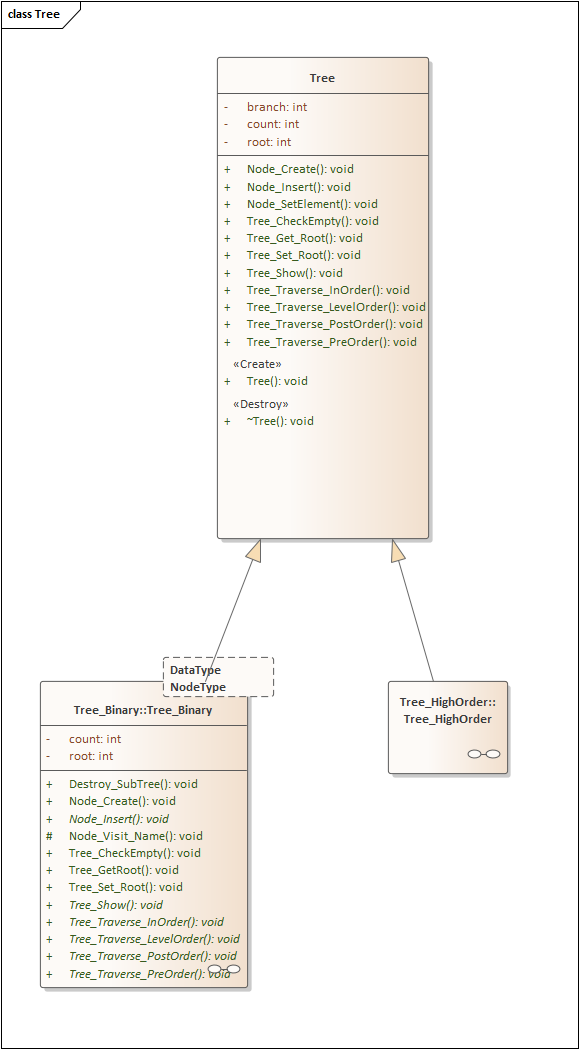 class Tree
Tree
- branch: int
- count: int
- root: int
+ Node_Create(): void
+ Node_Insert(): void
+ Node_SetElement(): void
+ Tree_CheckEmpty(): void
+ Tree_Get_Root(): void
+ Tree_Set_Root(): void
+ Tree_Show(): void
+ Tree_Traverse_InOrder(): void
+ Tree_Traverse_LevelOrder(): void
+ Tree_Traverse_PostOrder(): void
+ Tree_Traverse_PreOrder(): void
«Create»
+ Tree(): void
«Destroy»
+ ~Tree(): void
DataType
NodeType
Tree_Binary::Tree_Binary
- count: int
- root: int
+ Destroy_SubTree(): void
+ Node_Create(): void
+ Node_Insert(): void
# Node_Visit_Name(): void
+ Tree_CheckEmpty(): void
+ Tree_GetRoot(): void
+ Tree_Set_Root(): void
+ Tree_Show(): void
+ Tree_Traverse_InOrder(): void
+ Tree_Traverse_LevelOrder(): void
+ Tree_Traverse_PostOrder(): void
+ Tree_Traverse_PreOrder(): void
Tree_HighOrder::
Tree_HighOrder